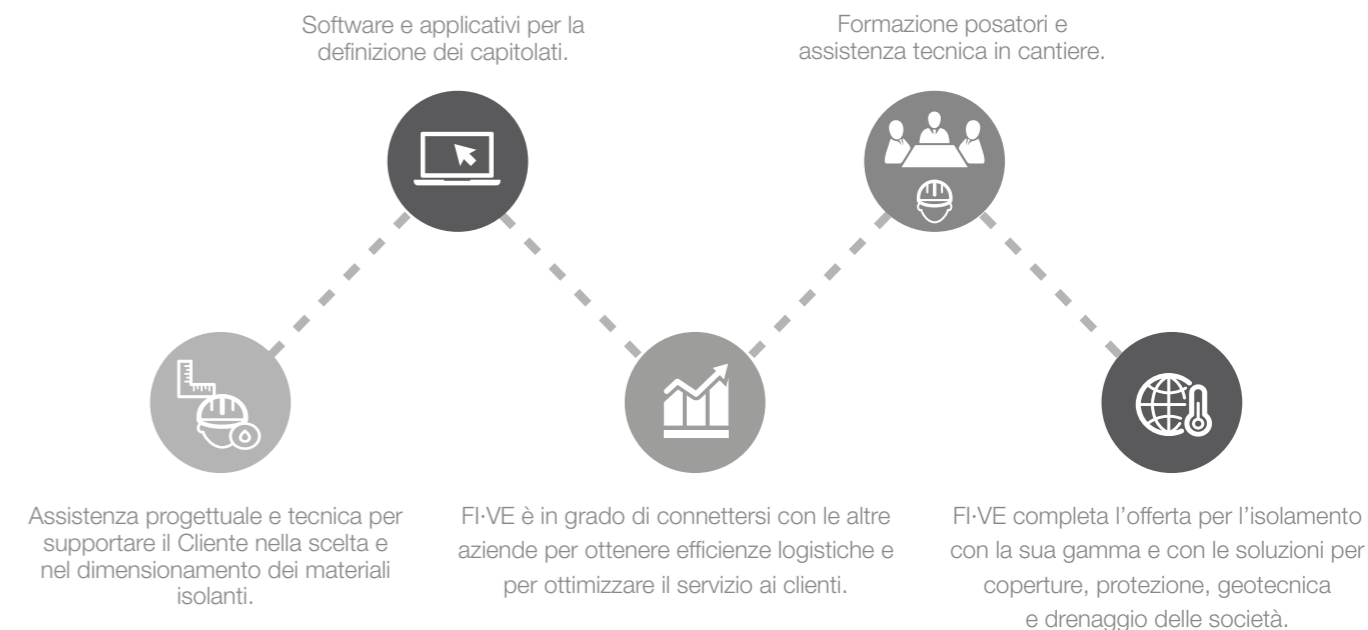 Software e applicativi per la
definizione dei capitolati.
Formazione posatori e
assistenza tecnica in cantiere.
Assistenza progettuale e tecnica per
supportare il Cliente nella scelta e
nel dimensionamento dei materiali
isolanti.
FI·VE è in grado di connettersi con le altre
aziende per ottenere efficienze logistiche e
per ottimizzare il servizio ai clienti.
FI·VE completa l’offerta per l’isolamento
con la sua gamma e con le soluzioni per
coperture, protezione, geotecnica
e drenaggio delle società.